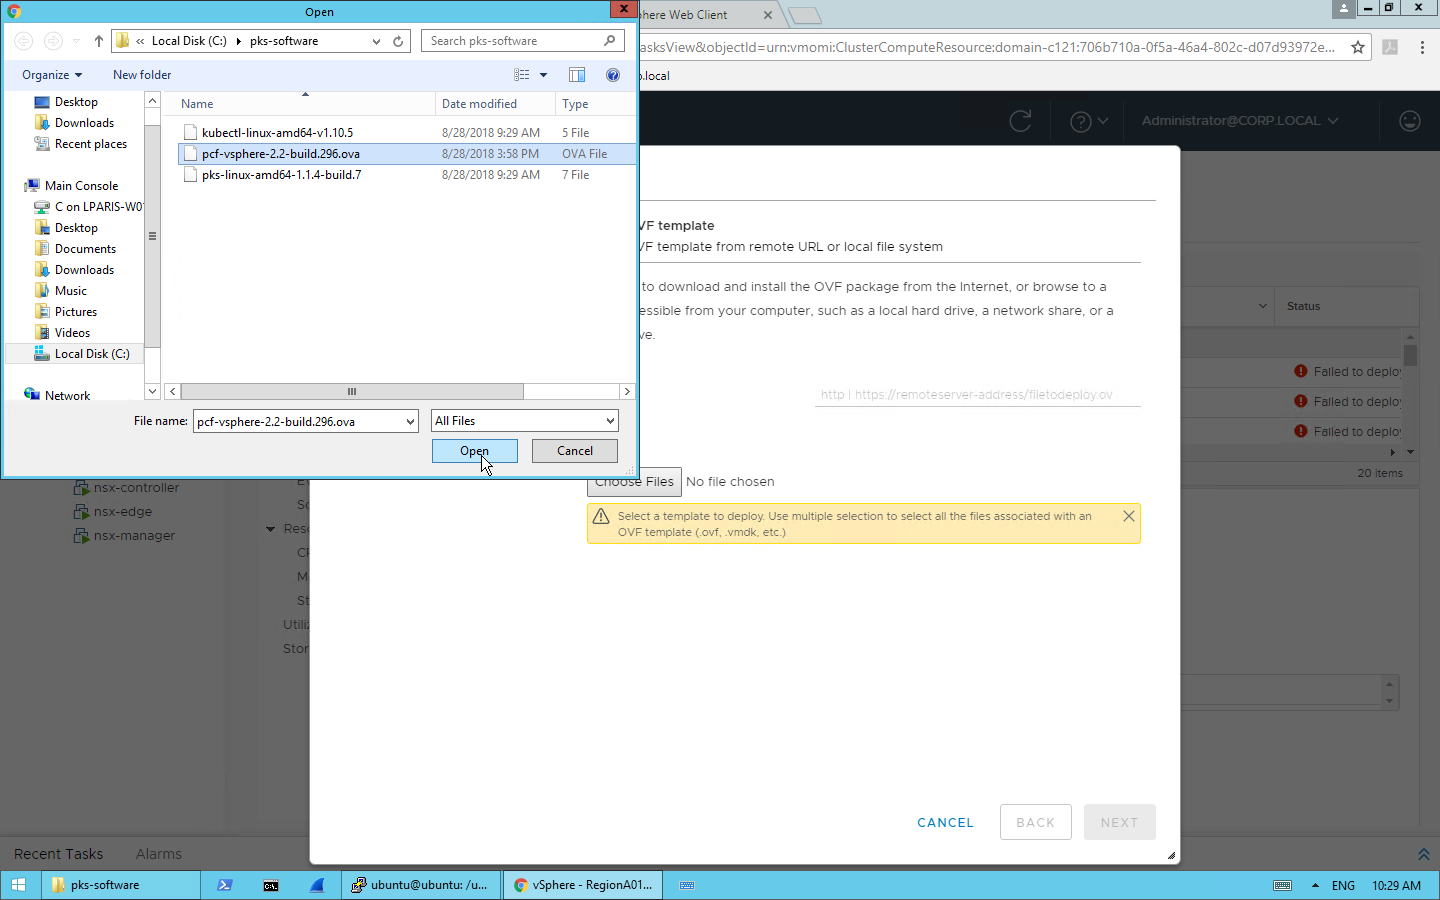 Open
here Web Client
Local Disk (C:)
pks-software
Search pks-software
asksView&objectId=urn:vmomi:ClusterComputeResource:domain-c121:706b710a-0f5a-46a4-802c-d07d93972e...
Organize
New folder
.local
Name
Date modified
Type
Desktop
Downloads
Recent places
Main Console
C on LPARIS-W01
Desktop
Documents
Downloads
Music
Pictures
Videos
Local Disk (C:)
Network
kubectl-linux-amd64-v1.10.5
8/28/2018 9:29 AM
5 File
pcf-vsphere-2.2-build.296.ova
8/28/2018 3:58 PM
OVA File
pks-linux-amd64-1.1.4-build.7
8/28/2018 9:29 AM
7 File
File name:
pcf-vsphere-2.2-build.296.ova
All Files
Open
Cancel
Administrator@CORP.LOCAL
VF template
VF template from remote URL or local file system
to download and install the OVF package from the Internet, or browse to a
essible from your computer, such as a local hard drive, a network share, or a
ve.
http | https://remoteserver-address/filetodeploy.ov
Choose Files
No file chosen
Select a template to deploy. Use multiple selection to select all the files associated with an
OVF template (.ovf, .vmdk, etc.)
CANCEL
BACK
NEXT
Status
Failed to deploy
Failed to deploy
Failed to deploy
20 items
nsx-controller
nsx-edge
nsx-manager
Reso
Utiliz
Stor
Recent Tasks
Alarms
pks-software
ubuntu@ubuntu: /u...
vSphere - RegionA01...
ENG
10:29 AM